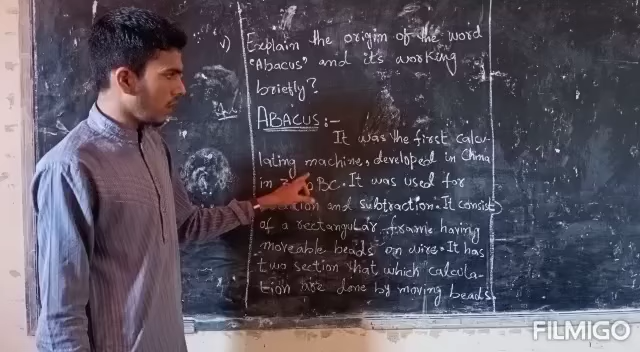 v) Explain the origin of the word
"Abacus" and its working
briefly?
ABACUS:-
It was the first calcu-
lating machine, developed in China
in BC. It was used for
and subtraction. It consist
of a rectangular frame having
moveable beads on wire. It has
two section that which calcula-
tion are done by moving beads.
FILMIGO